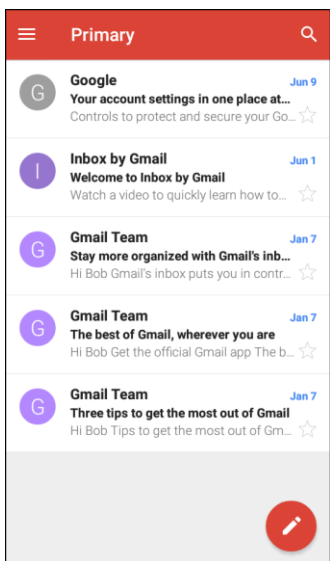 Primary
G
Google
Jun 9
Your account settings in one place at...
Controls to protect and secure your Go...
I
Inbox by Gmail
Jun 1
Welcome to Inbox by Gmail
Watch a video to quickly learn how to...
G
Gmail Team
Jan 7
Stay more organized with Gmail's inb...
Hi Bob Gmail's inbox puts you in contr...
G
Gmail Team
Jan 7
The best of Gmail, wherever you are
Hi Bob Get the official Gmail app The b...
G
Gmail Team
Jan 7
Three tips to get the most out of Gmail
Hi Bob Tips to get the most out of Gm...